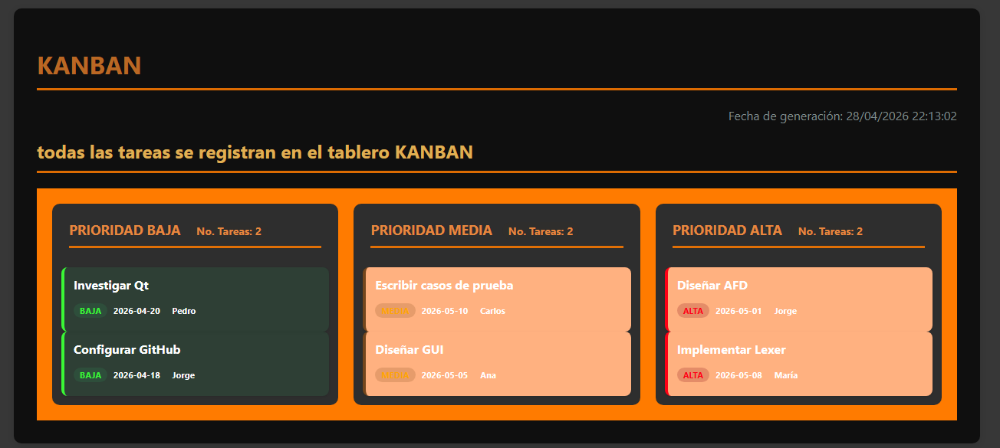 KANBAN
Fecha de generación: 28/04/2026 22:13:02
todas las tareas se registran en el tablero KANBAN
PRIORIDAD BAJA No. Tareas: 2
Investigar Qt
BAJA 2026-04-20 Pedro
Configurar GitHub
BAJA 2026-04-18 Jorge
PRIORIDAD MEDIA No. Tareas: 2
Escribir casos de prueba
MEDIA 2026-05-10 Carlos
Diseñar GUI
MEDIA 2026-05-05 Ana
PRIORIDAD ALTA No. Tareas: 2
Diseñar AFD
ALTA 2026-05-01 Jorge
Implementar Lexer
ALTA 2026-05-08 María